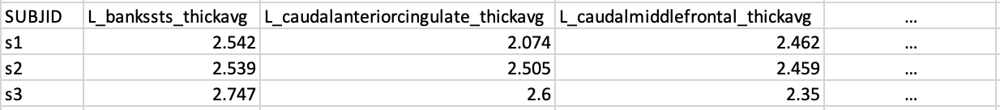 SUBJID L_bankssts_thickavg L_caudalanteriorcingulate_thickavg L_caudalmiddlefrontal_thickavg ...
s1 2.542 2.074 2.462 ...
s2 2.539 2.505 2.459 ...
s3 2.747 2.6 2.35 ...